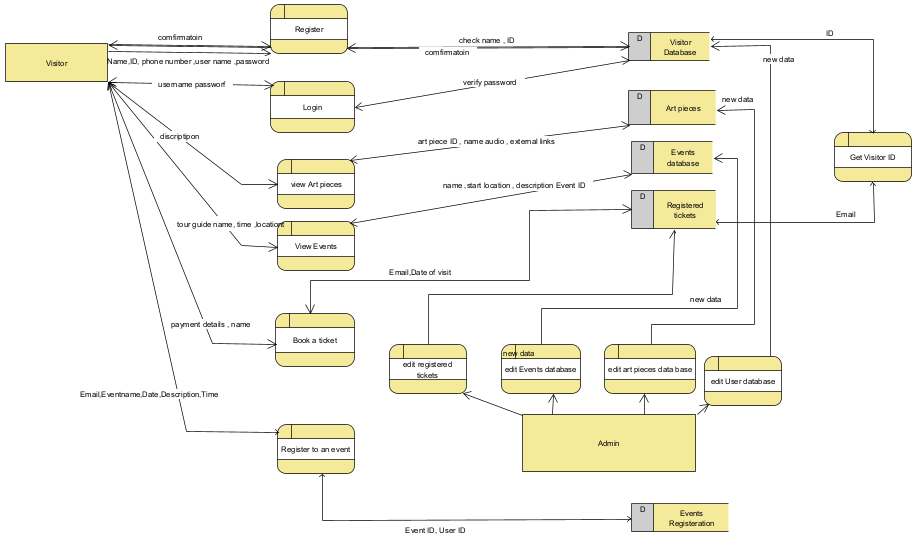 Register
comfirmatoin
check name , ID
comfirmatoin
D
Visitor
Database
ID
Visitor
Name,ID, phone number ,user name ,password
new data
username passworf
Login
verify password
D
Art pieces
new data
discriptipon
art piece ID , name audio , external links
D
Events
database
Get Visitor ID
view Art pieces
name ,start location , description Event ID
D
Registered
tickets
Email
tour guide name, time ,location
View Events
Email,Date of visit
new data
payment details , name
Book a ticket
new data
edit registered
tickets
edit Events database
edit art pieces data base
edit User database
Email,Eventname,Date,Description,Time
Admin
Register to an event
D
Events
Registeration
Event ID, User ID